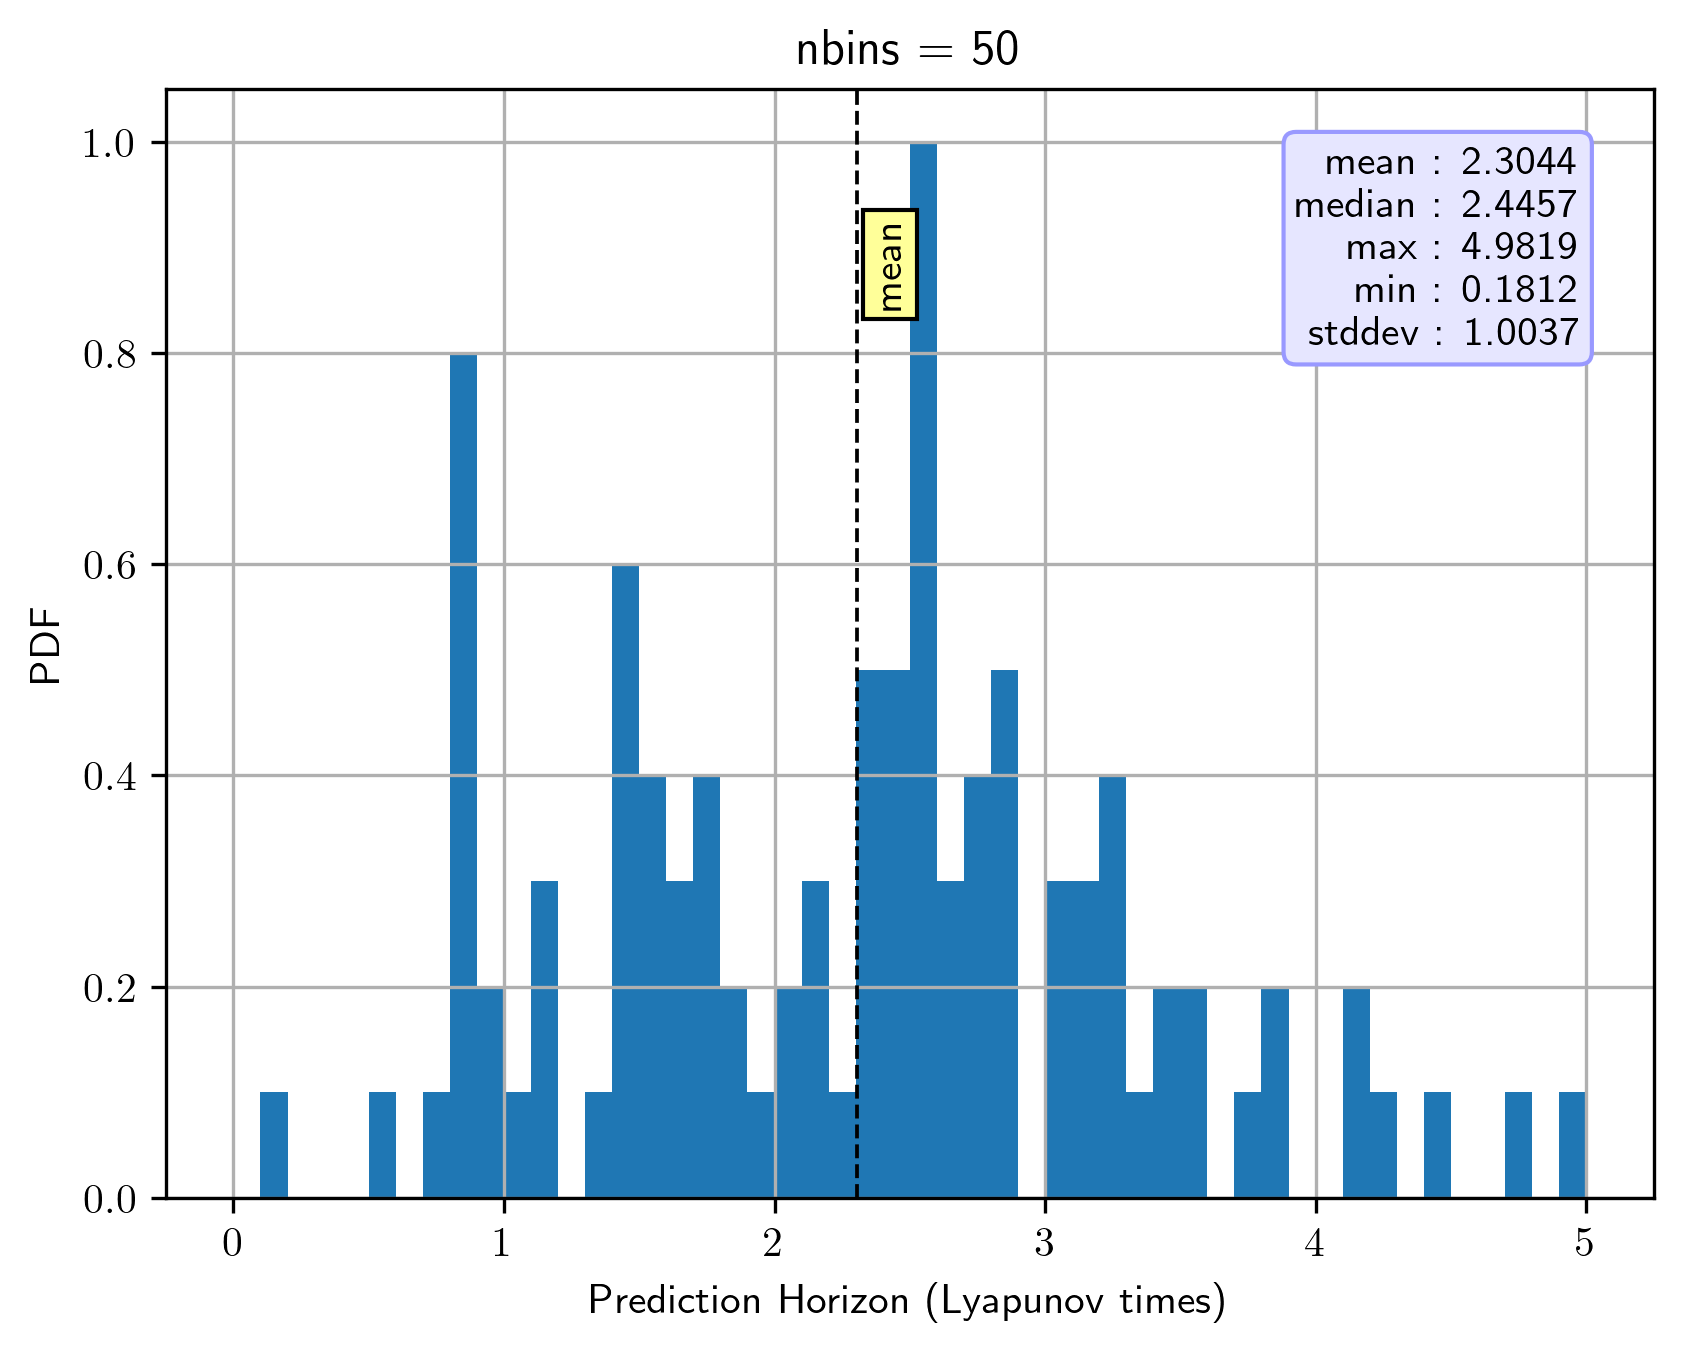 nbins = 50
PDF
1.0
0.8
0.6
0.4
0.2
0.0
mean
mean : 2.3044
median : 2.4457
max : 4.9819
min : 0.1812
stddev : 1.0037
0 1 2 3 4 5
Prediction Horizon (Lyapunov times)